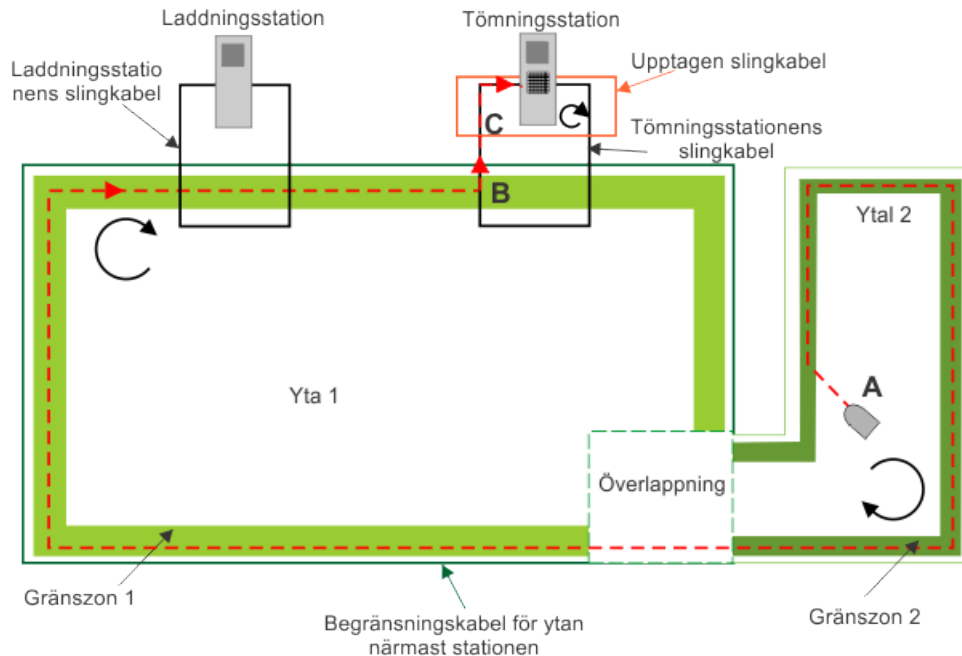 Laddningsstation
Tömningsstation
Laddningsstatio
nens slingkabel
Upptagen slingkabel
C
Tömningsstationens
slingkabel
B
Ytal 2
A
Yta 1
Överlappning
Gränszon 1
Begränsningskabel för ytan
närmast stationen
Gränszon 2